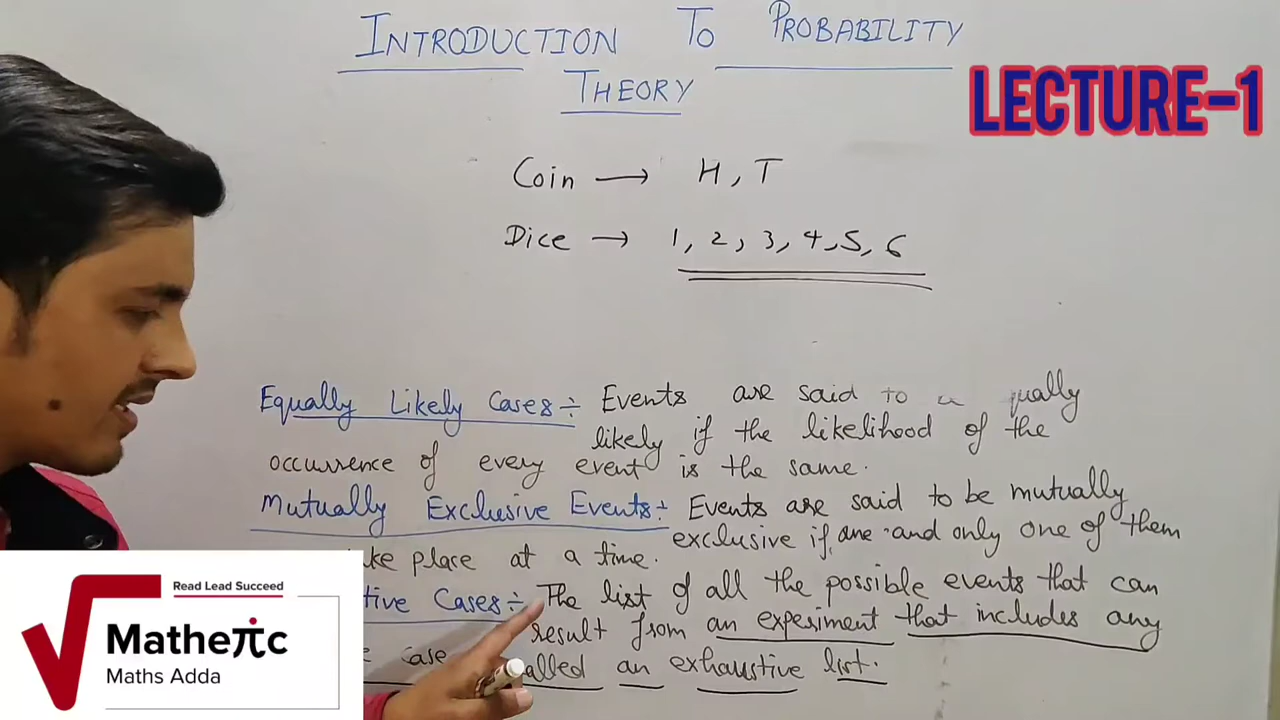 INTRODUCTION TO PROBABILITY
THEORY
LECTURE-1
Coin → H, T
Dice → 1, 2, 3, 4, 5, 6
Equally Likely Cases÷ Events are said to qually
likely if the likelihood of the
occurrence of every event is the same.
Mutually Exclusive Events÷ Events are said to be mutually
exclusive if one and only one of them
place at a time.
tive Cases÷ The list of all the possible events that can
result from an experiment that includes any
case alled an exhaustive list.
Read Lead Succeed
Matheπc
Maths Adda